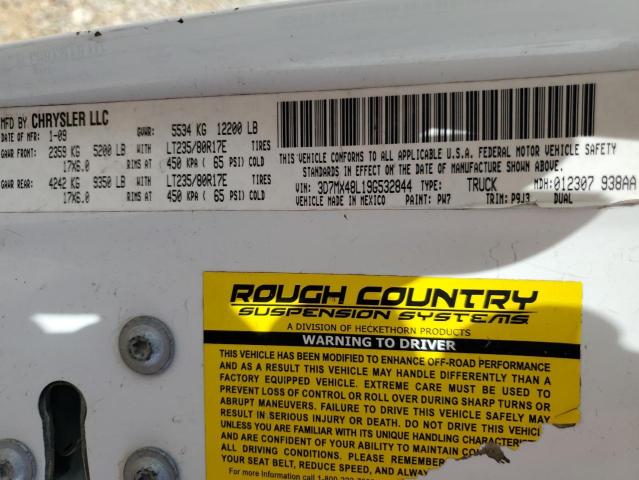 MFD BY CHRYSLER LLC
DATE OF MFR: 1-09 GVWR: 5534 KG 12200 LB
GAWR FRONT: 2359 KG 5200 LB WITH LT235/80R17E TIRES
17X6.0 RIMS AT 450 KPA ( 65 PSI) COLD
GAWR REAR: 4242 KG 9350 LB WITH LT235/80R17E TIRES
17X6.0 RIMS AT 450 KPA ( 65 PSI) COLD
THIS VEHICLE CONFORMS TO ALL APPLICABLE U.S.A. FEDERAL MOTOR VEHICLE SAFETY
STANDARDS IN EFFECT ON THE DATE OF MANUFACTURE SHOWN ABOVE.
VIN: 3D7MX48L19G532844 TYPE: TRUCK MDH: 012307 938AA
VEHICLE MADE IN MEXICO PAINT: PW7 TRIM: P9J3 DUAL
ROUGH COUNTRY
SUSPENSION SYSTEMS
A DIVISION OF HECKETHORN PRODUCTS
WARNING TO DRIVER
THIS VEHICLE HAS BEEN MODIFIED TO ENHANCE OFF-ROAD PERFORMANCE
AND AS A RESULT THIS VEHICLE MAY HANDLE DIFFERENTLY THAN A
FACTORY EQUIPPED VEHICLE. EXTREME CARE MUST BE USED TO
PREVENT LOSS OF CONTROL OR ROLL OVER DURING SHARP TURNS OR
ABRUPT MANEUVERS. FAILURE TO DRIVE THIS VEHICLE SAFELY MAY
RESULT IN SERIOUS INJURY OR DEATH. DO NOT DRIVE THIS VEHICLE
UNLESS YOU ARE FAMILIAR WITH ITS UNIQUE HANDLING CHARACTERIST
AND ARE CONFIDENT OF YOUR ABILITY TO MAINTAIN CON
ALL DRIVING CONDITIONS. PLEASE REMEMBER
YOUR SEAT BELT, REDUCE SPEED, AND ALWAYS
For more information call 1-800-222-